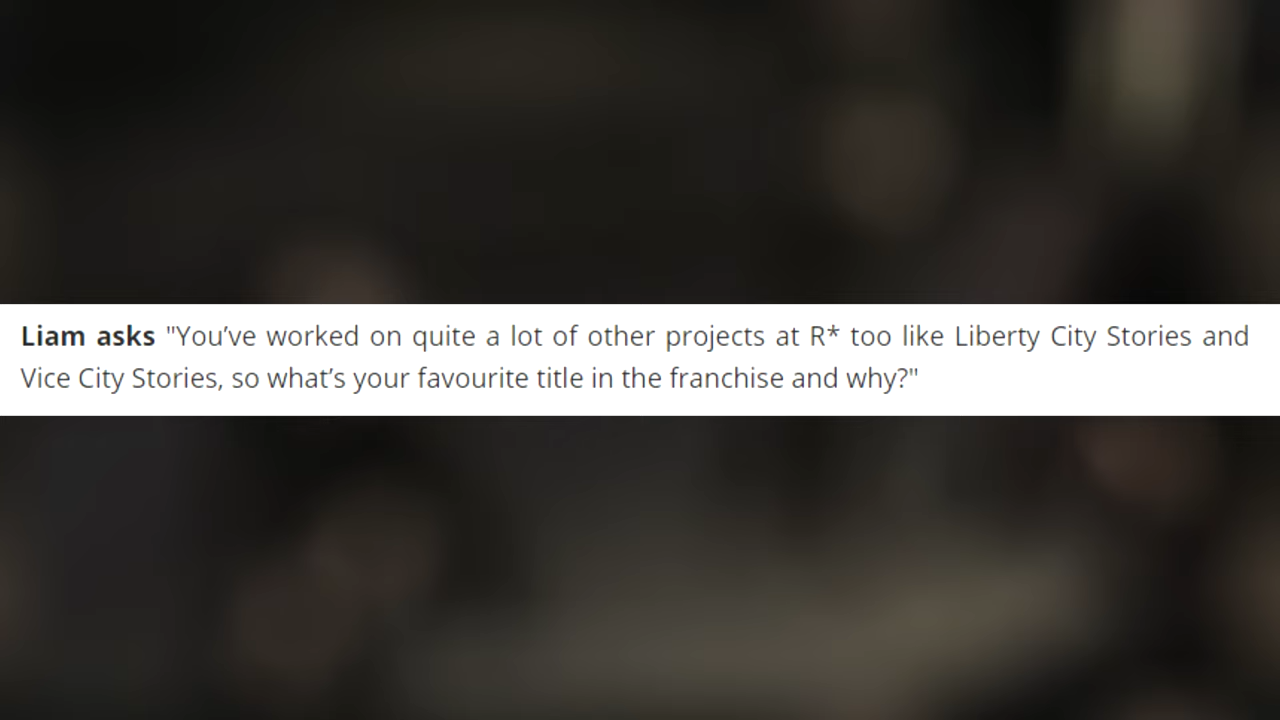 Liam asks "You’ve worked on quite a lot of other projects at R* too like Liberty City Stories and
Vice City Stories, so what’s your favourite title in the franchise and why?"